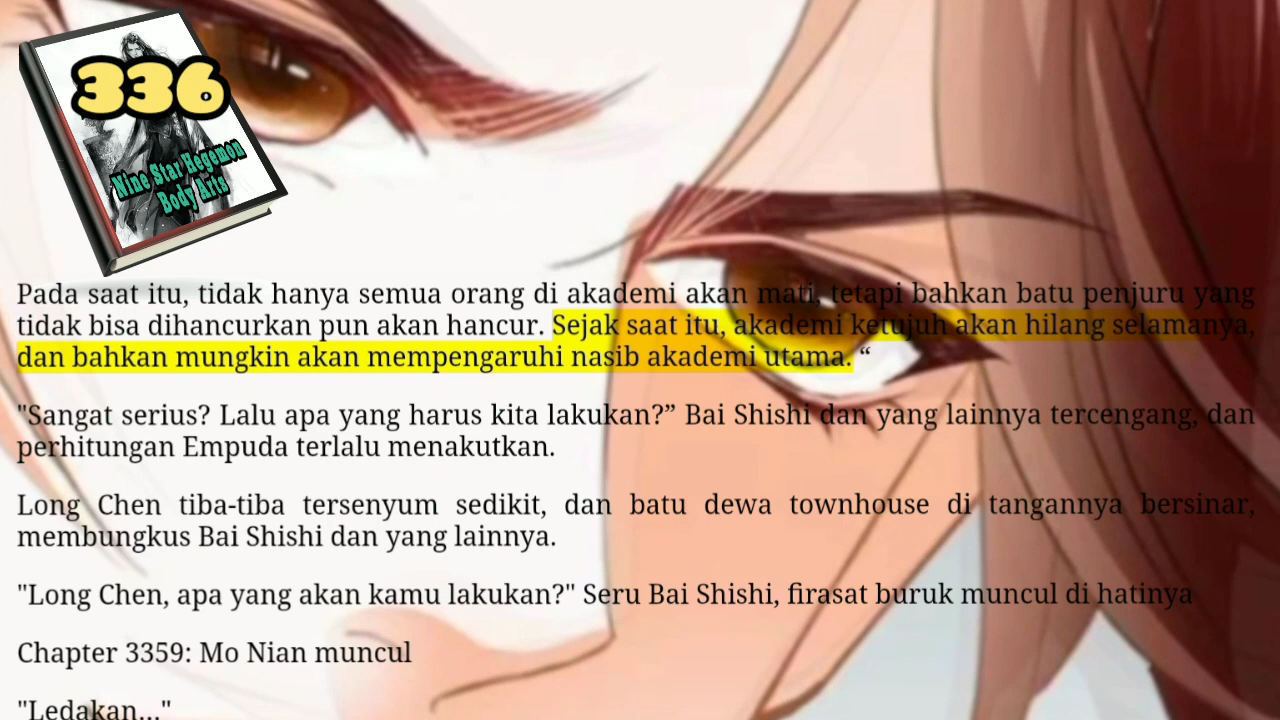 336
Nine Star Hegemon
Body Arts
Pada saat itu, tidak hanya semua orang di akademi akan mati, tetapi bahkan batu penjuru yang
tidak bisa dihancurkan pun akan hancur. Sejak saat itu, akademi ketujuh akan hilang selamanya,
dan bahkan mungkin akan mempengaruhi nasib akademi utama. “
"Sangat serius? Lalu apa yang harus kita lakukan?” Bai Shishi dan yang lainnya tercengang, dan
perhitungan Empuda terlalu menakutkan.
Long Chen tiba-tiba tersenyum sedikit, dan batu dewa townhouse di tangannya bersinar,
membungkus Bai Shishi dan yang lainnya.
"Long Chen, apa yang akan kamu lakukan?" Seru Bai Shishi, firasat buruk muncul di hatinya
Chapter 3359: Mo Nian muncul
"Ledakan..."